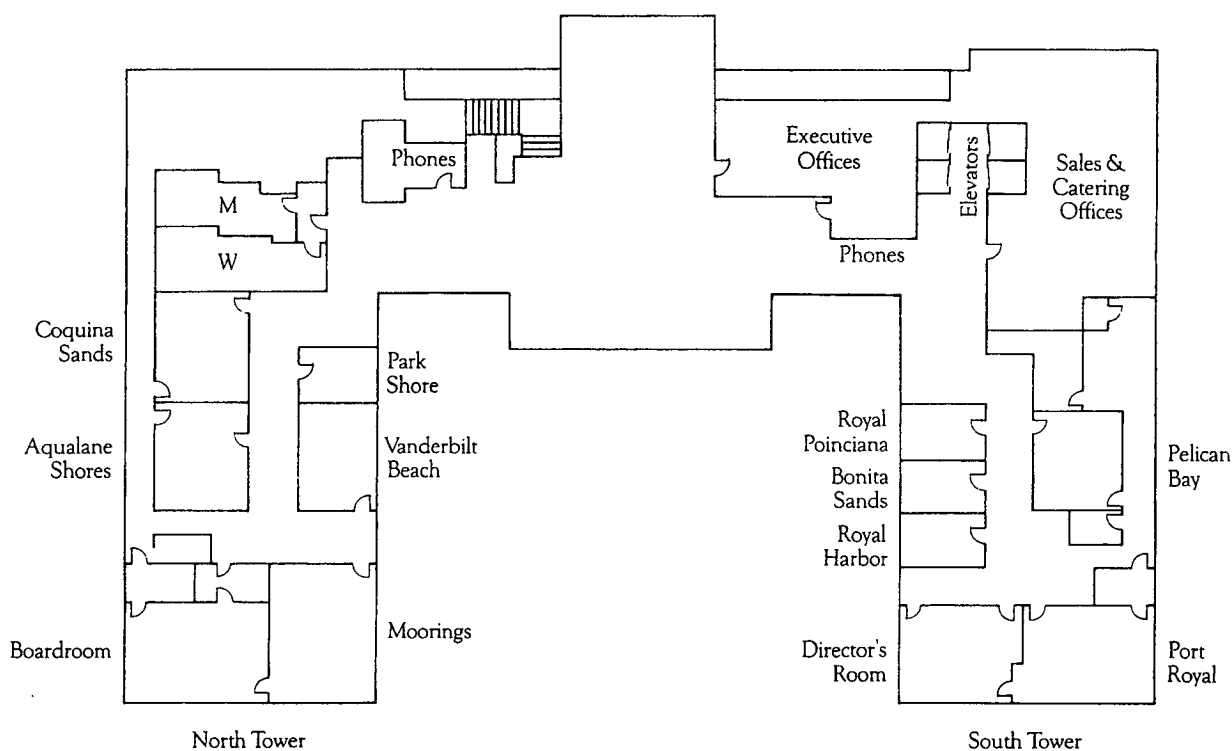 Executive
Offices
Phones
Elevators
Sales &
Catering
Offices
M
W
Phones
Coquina
Sands
Park
Shore
Aqualane
Shores
Vanderbilt
Beach
Royal
Poinciana
Bonita
Sands
Royal
Harbor
Pelican
Bay
Boardroom
Moorings
Director's
Room
Port
Royal
North Tower
South Tower